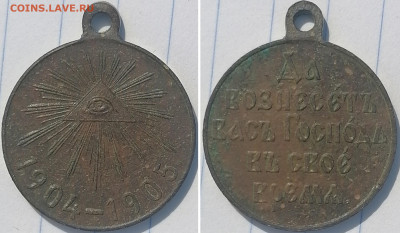 COINS.LAVE.RU
1904–1905
ДА
ВОЗНЕСЕТЪ
ВАСЪ ГОСПОДЬ
ВЪ СВОЕ
ВРЕМЯ